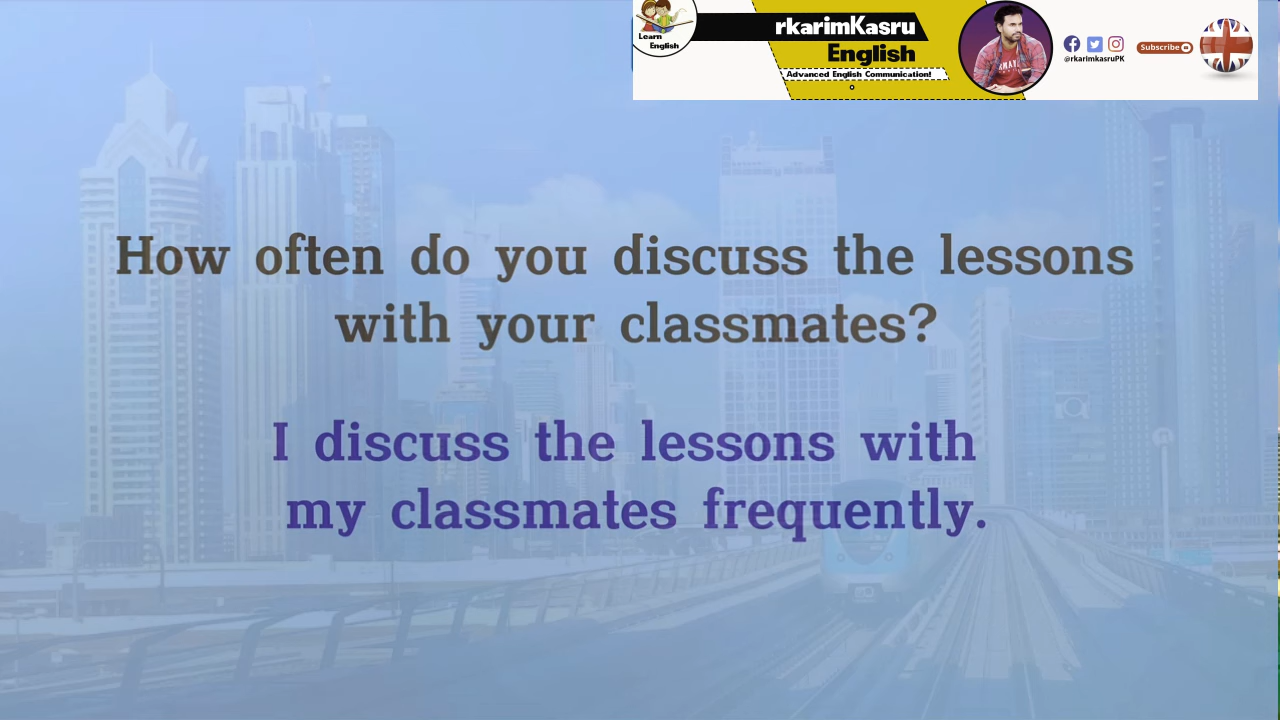 Learn
English
rkarimKasru
English
Advanced English Communication!
@rkarimkasruPK
Subscribe
How often do you discuss the lessons
with your classmates?
I discuss the lessons with
my classmates frequently.